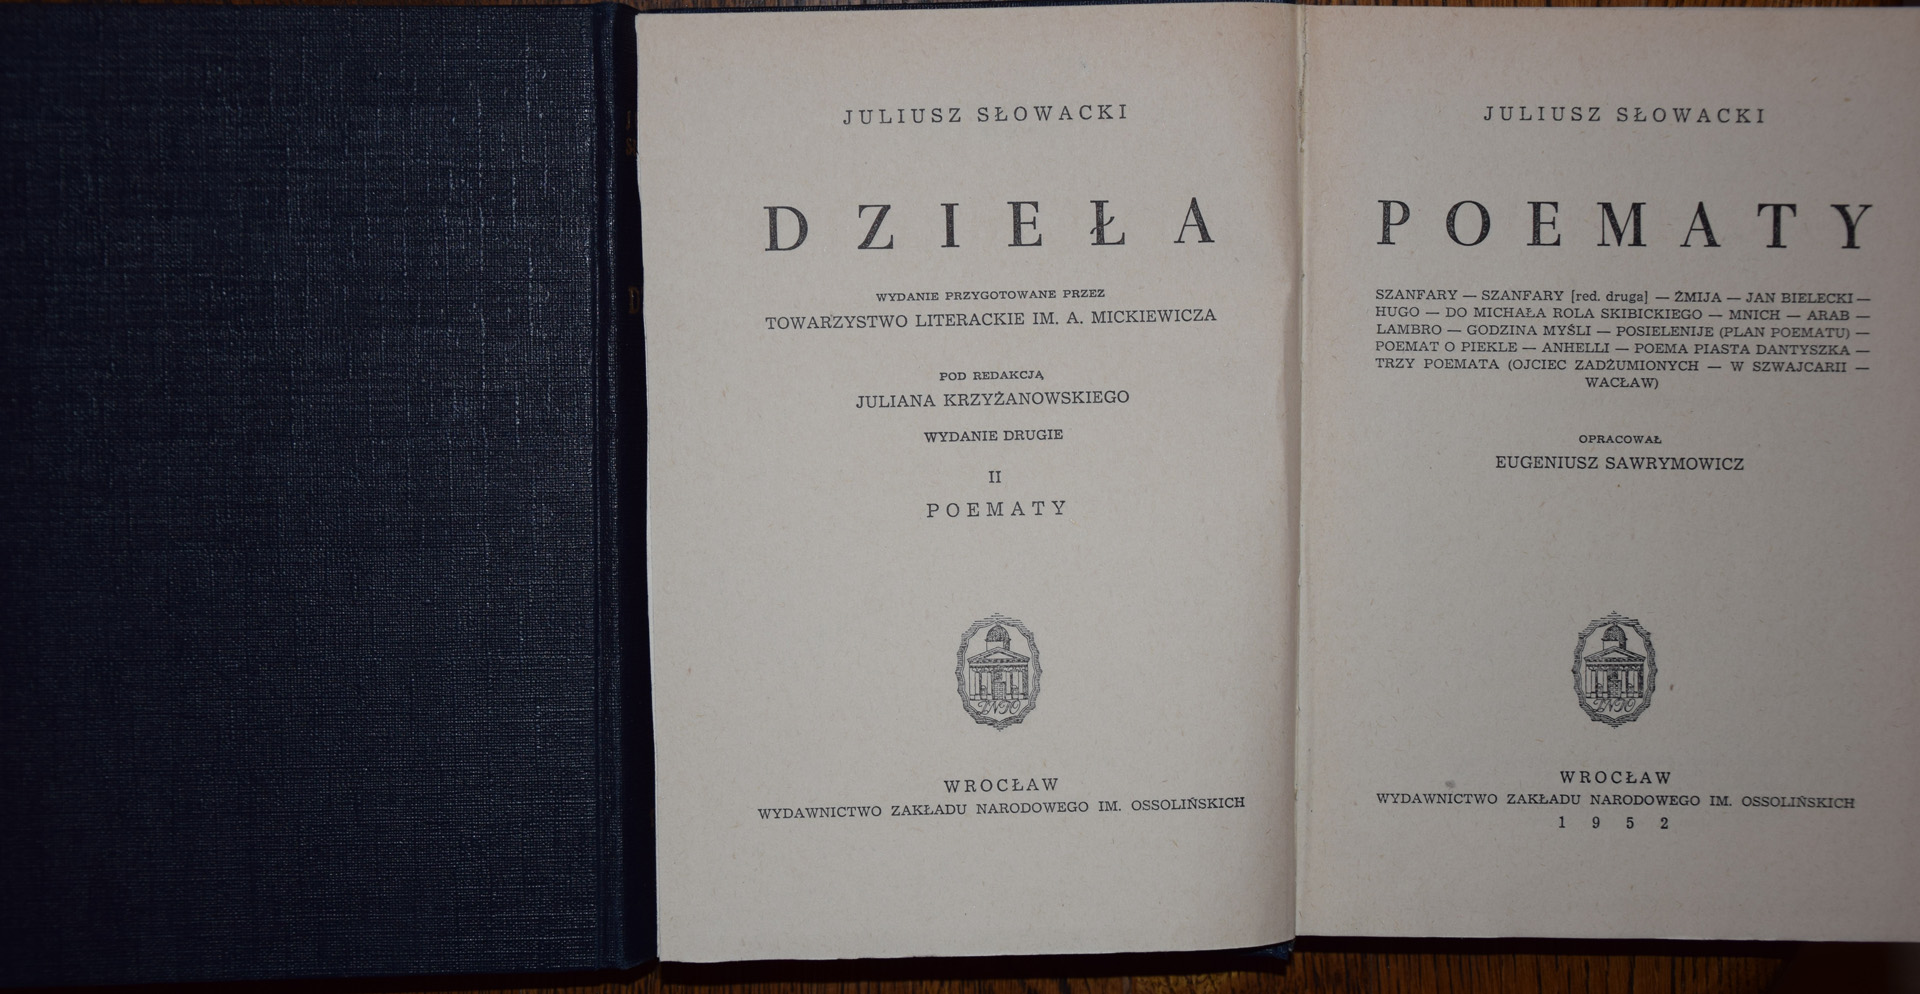 JULIUSZ SŁOWACKI
DZIEŁA
WYDANIE PRZYGOTOWANE PRZEZ
TOWARZYSTWO LITERACKIE IM. A. MICKIEWICZA
POD REDAKCJĄ
JULIANA KRZYŻANOWSKIEGO
WYDANIE DRUGIE
II
POEMATY
ZNIO
WROCŁAW
WYDAWNICTWO ZAKŁADU NARODOWEGO IM. OSSOLIŃSKICH
JULIUSZ SŁOWACKI
POEMATY
SZANFARY — SZANFARY [red. druga] — ŻMIJA — JAN BIELECKI —
HUGO — DO MICHAŁA ROLA SKIBICKIEGO — MNICH — ARAB —
LAMBRO — GODZINA MYŚLI — POSIELENIJE (PLAN POEMATU) —
POEMAT O PIEKLE — ANHELLI — POEMA PIASTA DANTYSZKA —
TRZY POEMATA (OJCIEC ZADŻUMIONYCH — W SZWAJCARII —
WACŁAW)
OPRACOWAŁ
EUGENIUSZ SAWRYMOWICZ
ZNIO
WROCŁAW
WYDAWNICTWO ZAKŁADU NARODOWEGO IM. OSSOLIŃSKICH
1952